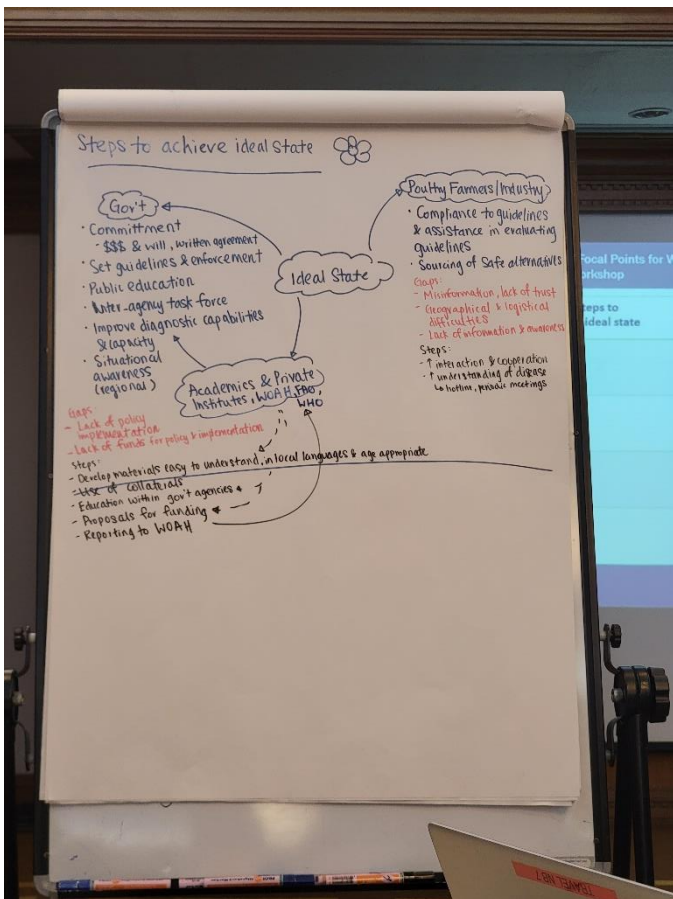 Steps to achieve ideal state
Gov't
• Committment
- $$$ & will, written agreement
• Set guidelines & enforcement
• Public education
• Inter-agency task force
• Improve diagnostic capabilities
& capacity
• Situational
awareness
(regional)
Ideal State
Poultry Farmers/Industry
• Compliance to guidelines
& assistance in evaluating
guidelines
• Sourcing of Safe alternatives
Gaps:
- Misinformation, lack of trust
- Geographical & logistical
difficulties
- Lack of information & awareness
Steps:
- ↑ interaction & cooperation
- ↑ understanding of disease
↳ hotline, periodic meetings
Academics & Private
Institutes, WOAH, FAO,
WHO
Gaps
- Lack of policy
implementation
- Lack of funds for policy & implementation
Steps:
- Develop materials easy to understand, in local languages & age appropriate
- Use of collaterals
- Education within gov't agencies
- Proposals for funding
- Reporting to WOAH
Focal Points for W
orkshop
teps to
ideal state
TRAVEL NB7